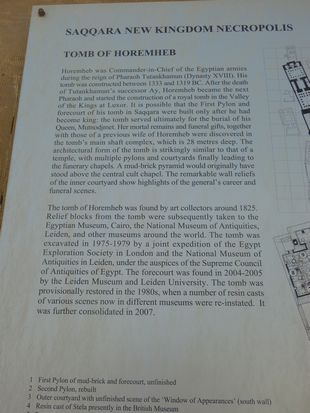 SAQQARA NEW KINGDOM NECROPOLIS
TOMB OF HOREMHEB
Horemheb was Commander-in-Chief of the Egyptian armies
during the reign of Pharaoh Tutankhamun (Dynasty XVIII). His
tomb was constructed between 1333 and 1319 BC. After the death
of Tutankhamun's successor Ay, Horemheb became the next
Pharaoh and started the construction of a royal tomb in the Valley
of the Kings at Luxor. It is possible that the First Pylon and
forecourt of his tomb in Saqqara were built only after he had
become king: the tomb served ultimately for the burial of his
Queen, Mutnodjmet. Her mortal remains and funeral gifts, together
with those of a previous wife of Horemheb were discovered in
the tomb's main shaft complex, which is 28 metres deep. The
architectural form of the tomb is strikingly similar to that of a
temple, with multiple pylons and courtyards finally leading to
the funerary chapels. A mud-brick pyramid would originally have
stood above the central cult chapel. The remarkable wall reliefs
of the inner courtyard show highlights of the general's career and
funeral scenes.
The tomb of Horemheb was found by art collectors around 1825.
Relief blocks from the tomb were subsequently taken to the
Egyptian Museum, Cairo, the National Museum of Antiquities,
Leiden, and other museums around the world. The tomb was
excavated in 1975-1979 by a joint expedition of the Egypt
Exploration Society in London and the National Museum of
Antiquities in Leiden, under the auspices of the Supreme Council
of Antiquities of Egypt. The forecourt was found in 2004-2005
by the Leiden Museum and Leiden University. The tomb was
provisionally restored in the 1980s, when a number of resin casts
of various scenes now in different museums were re-instated. It
was further consolidated in 2007.
1 First Pylon of mud-brick and forecourt, unfinished
2 Second Pylon, rebuilt
3 Outer courtyard with unfinished scene of the 'Window of Appearances' (south wall)
4 Resin cast of Stela presently in the British Museum